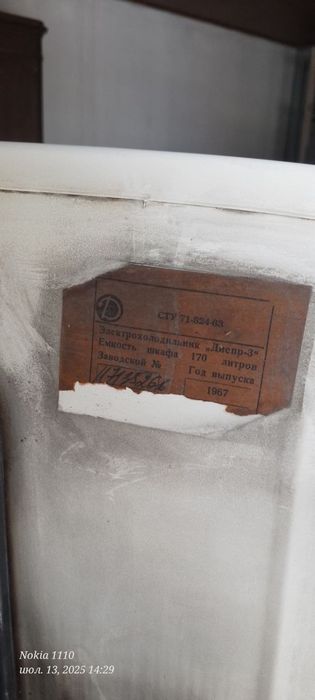 СТУ 71-524-63
Электрохолодильник „Днепр-3“
Емкость шкафа 170 литров
Заводской № Год выпуска
1967
Nokia 1110
июл. 13, 2025 14:29